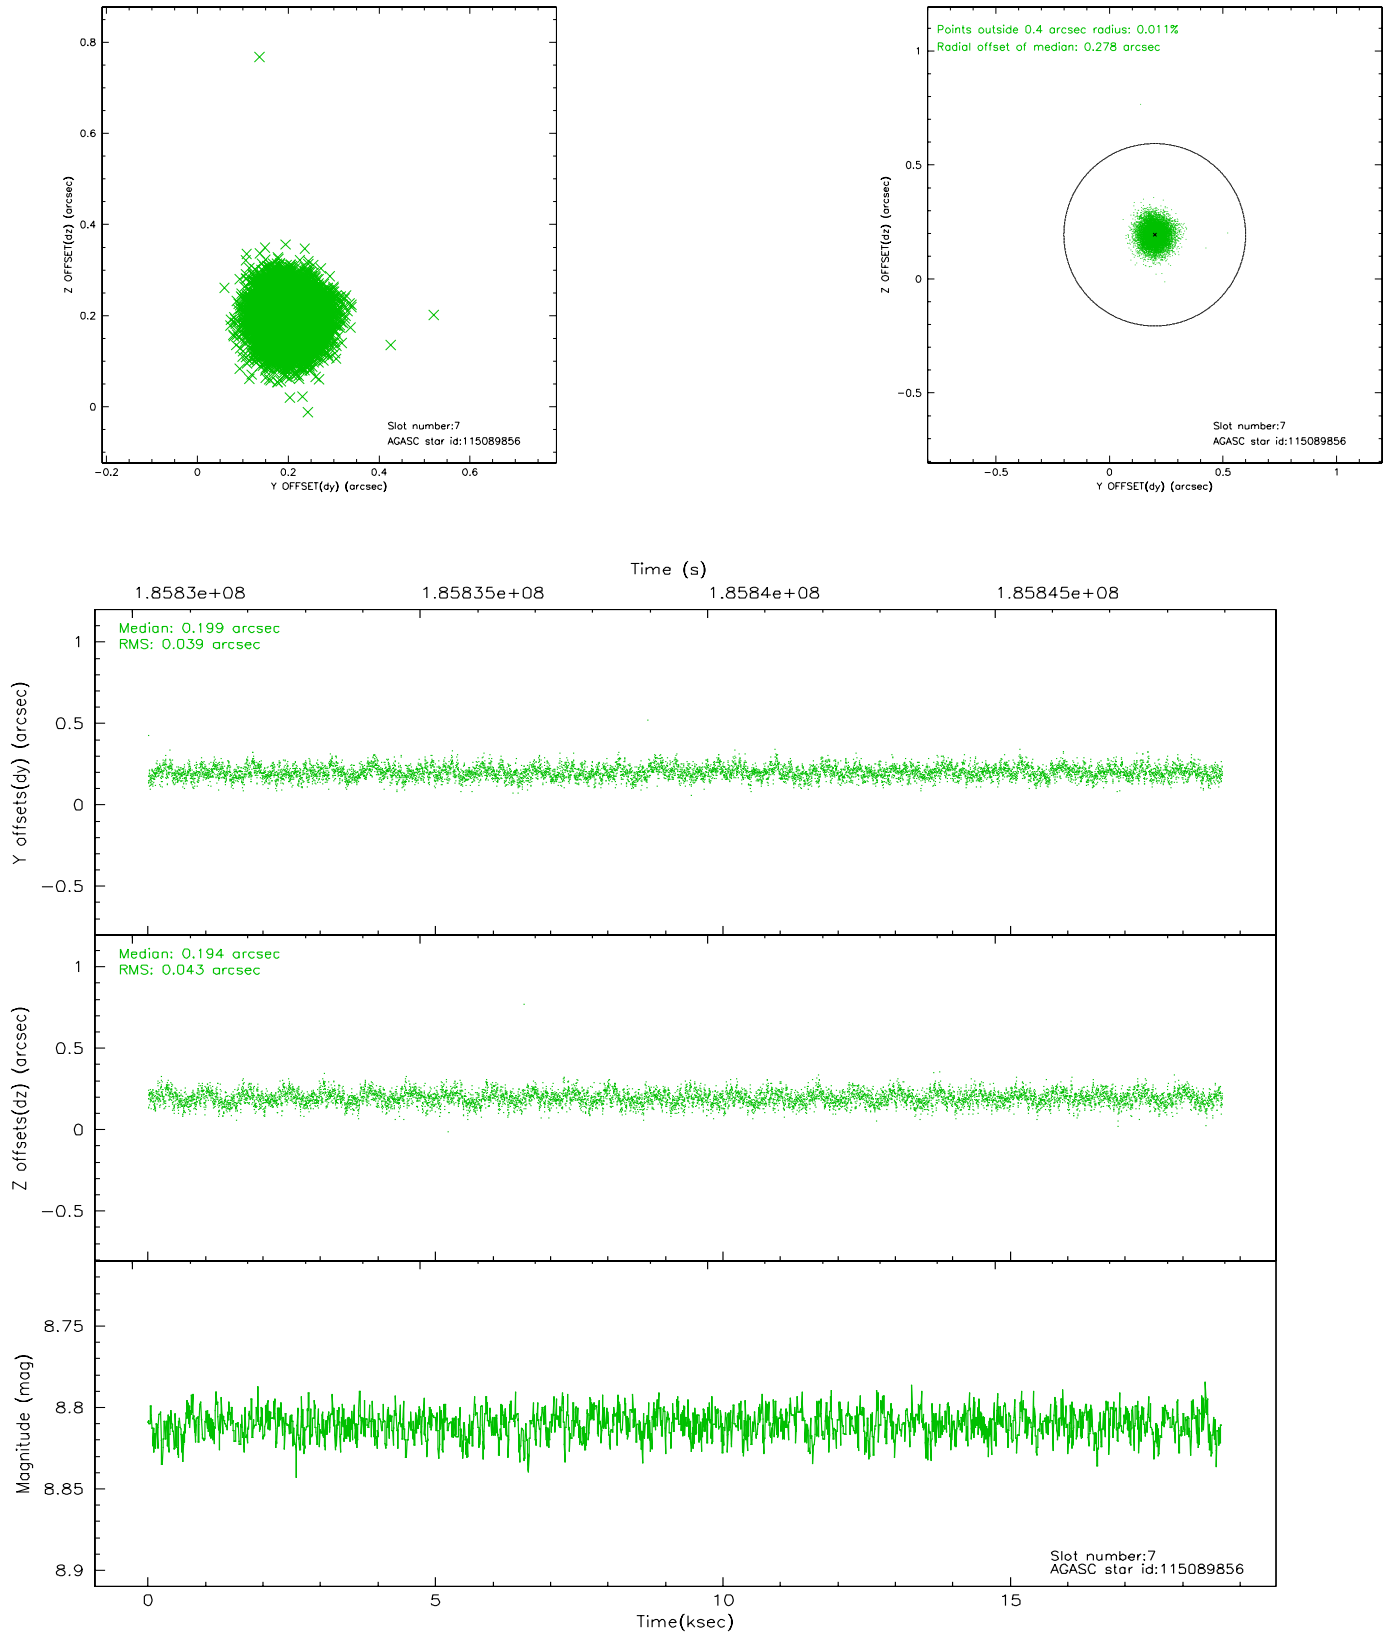 0.8
0.6
0.4
0.2
0
Z OFFSET(dz) (arcsec)
Slot number:7
AGASC star id:115089856
-0.2 0 0.2 0.4 0.6
Y OFFSET(dy) (arcsec)
Points outside 0.4 arcsec radius: 0.011%
Radial offset of median: 0.278 arcsec
1
0.5
0
-0.5
Z OFFSET(dz) (arcsec)
Slot number:7
AGASC star id:115089856
-0.5 0 0.5 1
Y OFFSET(dy) (arcsec)
Time (s)
1.8583e+08 1.85835e+08 1.8584e+08 1.85845e+08
Median: 0.199 arcsec
RMS: 0.039 arcsec
1
0.5
0
-0.5
Y offsets(dy) (arcsec)
Median: 0.194 arcsec
RMS: 0.043 arcsec
1
0.5
0
-0.5
Z offsets(dz) (arcsec)
8.75
8.8
8.85
8.9
Magnitude (mag)
Slot number:7
AGASC star id:115089856
0 5 10 15
Time(ksec)